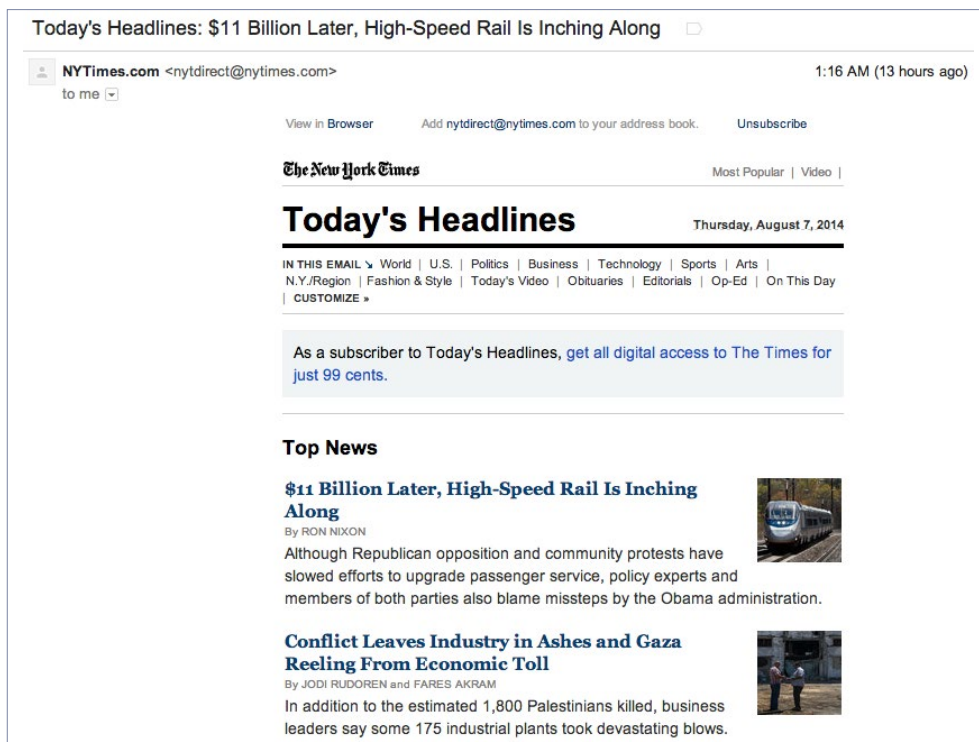 Today's Headlines: $11 Billion Later, High-Speed Rail Is Inching Along
NYTimes.com <nytdirect@nytimes.com>
1:16 AM (13 hours ago)
to me
View in Browser Add nytdirect@nytimes.com to your address book. Unsubscribe
The New York Times
Most Popular | Video |
Today's Headlines
Thursday, August 7, 2014
IN THIS EMAIL ↘ World | U.S. | Politics | Business | Technology | Sports | Arts |
N.Y./Region | Fashion & Style | Today's Video | Obituaries | Editorials | Op-Ed | On This Day
| CUSTOMIZE »
As a subscriber to Today's Headlines, get all digital access to The Times for
just 99 cents.
Top News
$11 Billion Later, High-Speed Rail Is Inching
Along
By RON NIXON
Although Republican opposition and community protests have
slowed efforts to upgrade passenger service, policy experts and
members of both parties also blame missteps by the Obama administration.
Conflict Leaves Industry in Ashes and Gaza
Reeling From Economic Toll
By JODI RUDOREN and FARES AKRAM
In addition to the estimated 1,800 Palestinians killed, business
leaders say some 175 industrial plants took devastating blows.